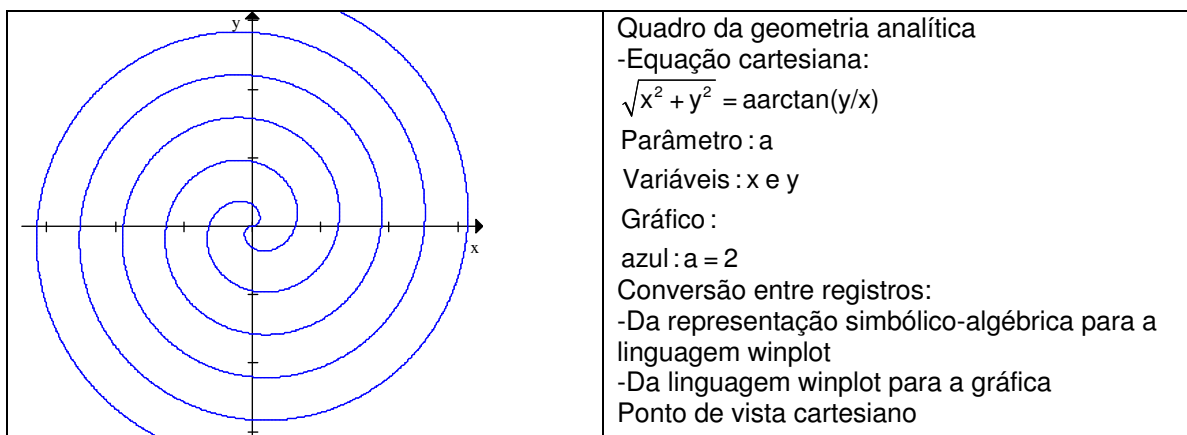 y
x
Quadro da geometria analítica
-Equação cartesiana:
√x² + y² = aarctan(y/x)
Parâmetro : a
Variáveis : x e y
Gráfico :
azul : a = 2
Conversão entre registros:
-Da representação simbólico-algébrica para a
linguagem winplot
-Da linguagem winplot para a gráfica
Ponto de vista cartesiano